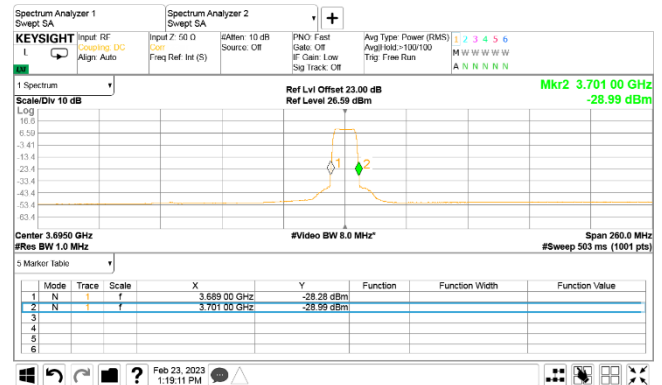 Spectrum Analyzer 1
Swept SA
Spectrum Analyzer 2
Swept SA
+
KEYSIGHT
L
Input: RF
Coupling: DC
Align: Auto
Input Z: 50 Ω
Corr
Freq Ref: Int (S)
#Atten: 10 dB
Source: Off
PNO: Fast
Gate: Off
IF Gain: Low
Sig Track: Off
Avg Type: Power (RMS)
Avg|Hold:>100/100
Trig: Free Run
1 2 3 4 5 6
M W W W W W
A N N N N N
1 Spectrum
Scale/Div 10 dB
Log
Ref Lvl Offset 23.00 dB
Ref Level 26.59 dBm
Mkr2 3.701 00 GHz
-28.99 dBm
16.6
6.59
-3.41
-13.4
-23.4
-33.4
-43.4
-53.4
-63.4
1
2
Center 3.6950 GHz
#Res BW 1.0 MHz
#Video BW 8.0 MHz*
Span 260.0 MHz
#Sweep 503 ms (1001 pts)
5 Marker Table
Mode Trace Scale X Y Function Function Width Function Value
1 N 1 f 3.689 00 GHz -28.28 dBm
2 N 1 f 3.701 00 GHz -28.99 dBm
3
4
5
6
?
Feb 23, 2023
1:19:11 PM